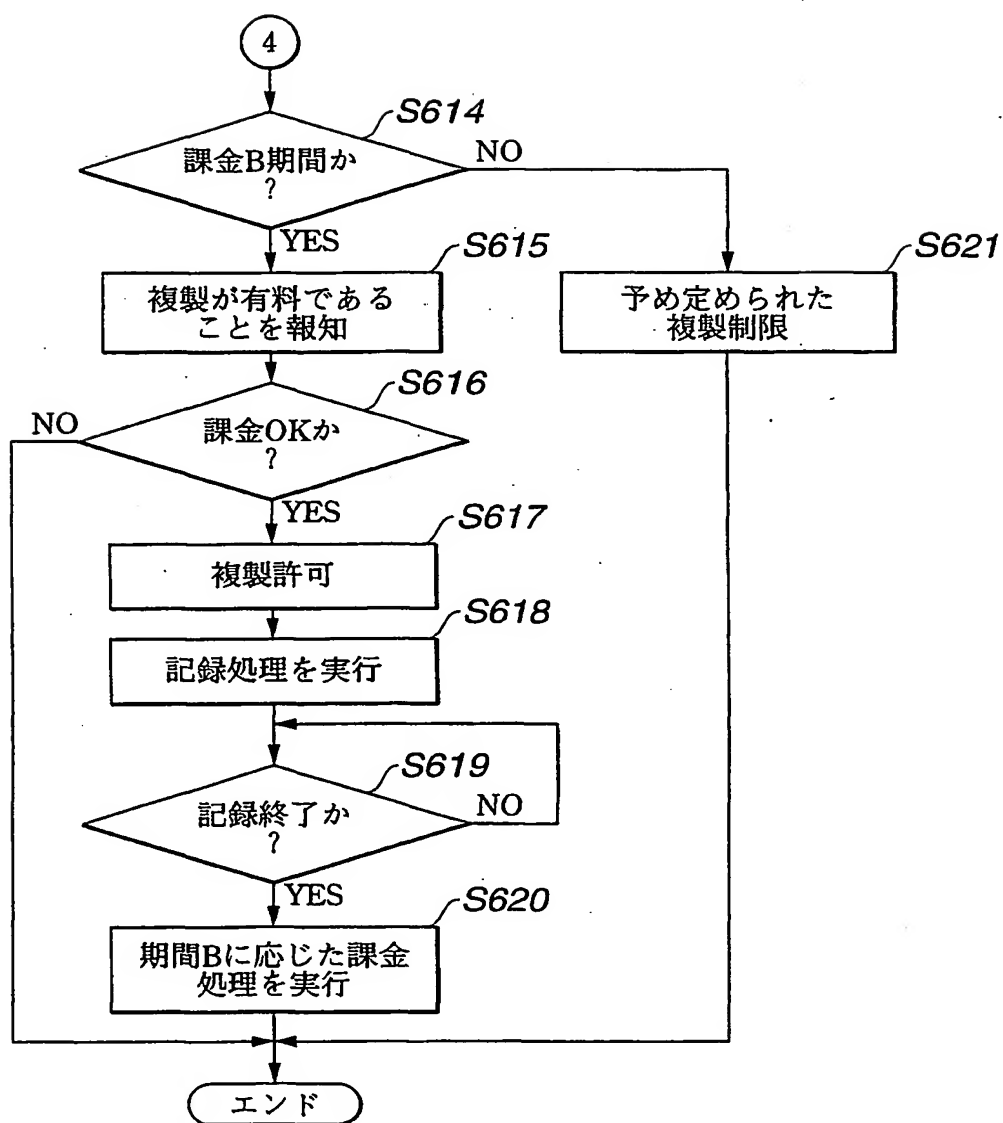 4
S614
課金B期間か
?
NO
YES
S615
複製が有料である
ことを報知
S621
予め定められた
複製制限
S616
NO
課金OKか
?
YES
S617
複製許可
S618
記録処理を実行
S619
記録終了か
?
NO
YES
S620
期間Bに応じた課金
処理を実行
エンド